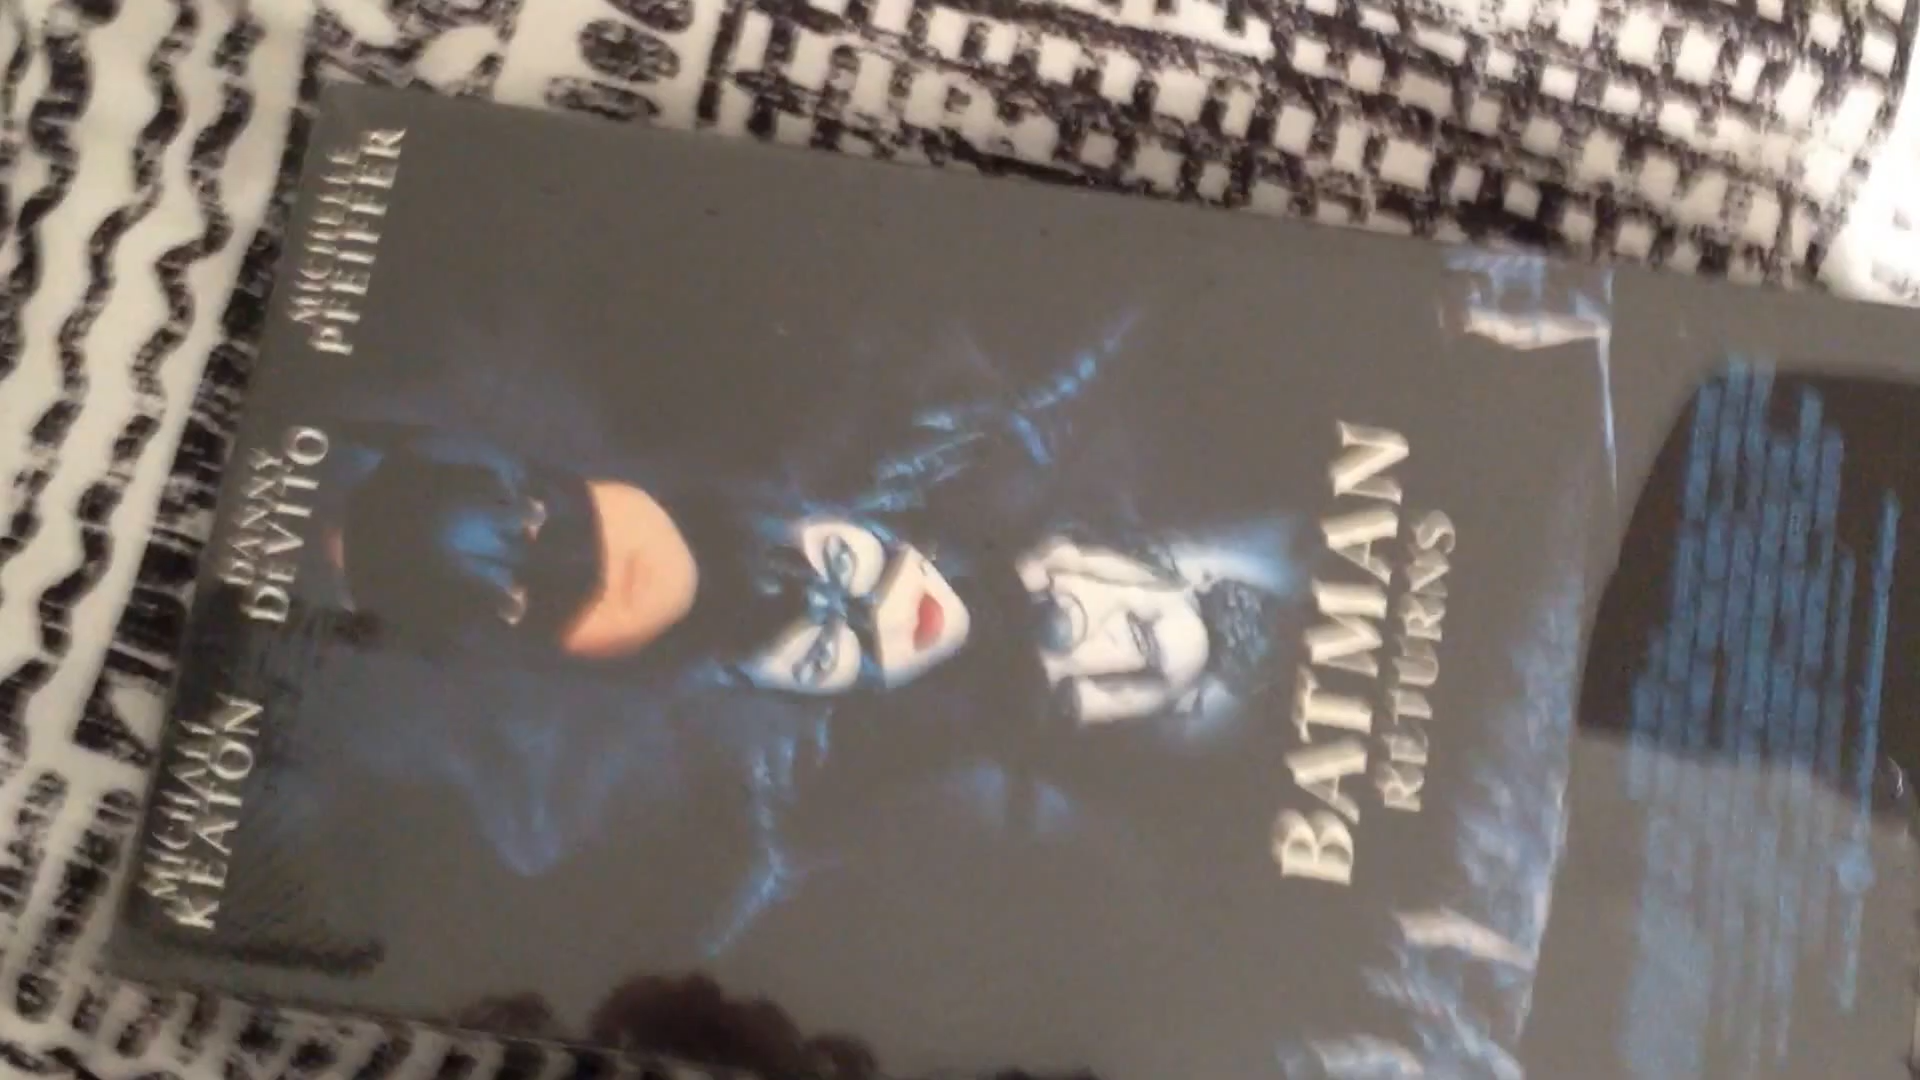 MICHAEL
KEATON
DANNY
DEVITO
MICHELLE
PFEIFFER
BATMAN
RETURNS